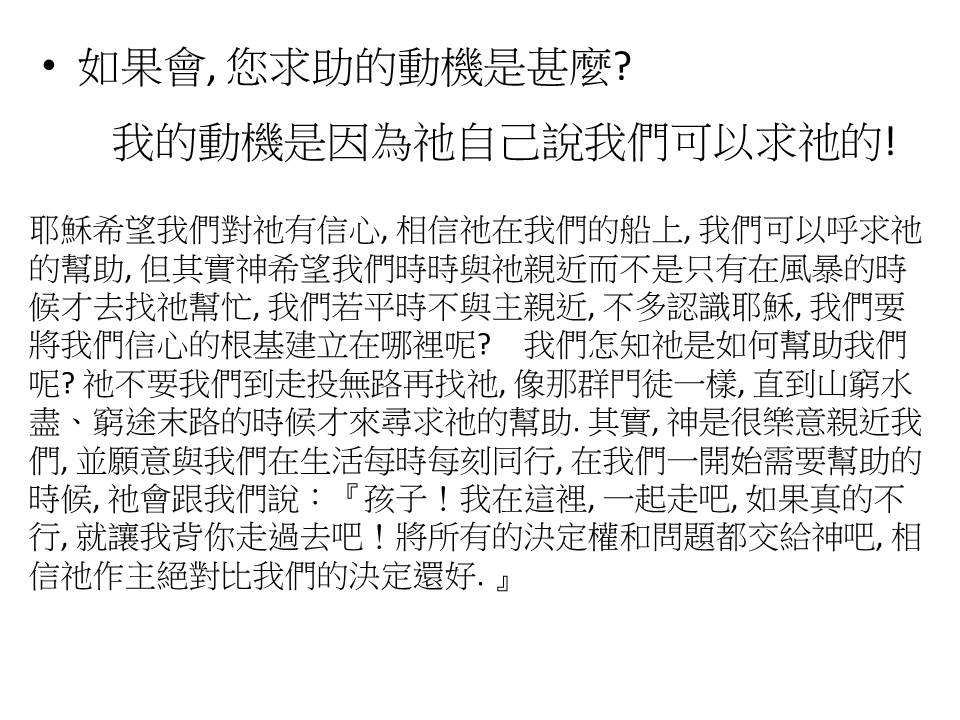 • 如果會, 您求助的動機是甚麼?
我的動機是因為祂自己說我們可以求祂的!
耶穌希望我們對祂有信心, 相信祂在我們的船上, 我們可以呼求祂
的幫助, 但其實神希望我們時時與祂親近而不是只有在風暴的時
候才去找祂幫忙, 我們若平時不與主親近, 不多認識耶穌, 我們要
將我們信心的根基建立在哪裡呢? 我們怎知祂是如何幫助我們
呢? 祂不要我們到走投無路再找祂, 像那群門徒一樣, 直到山窮水
盡、窮途末路的時候才來尋求祂的幫助. 其實, 神是很樂意親近我
們, 並願意與我們在生活每時每刻同行, 在我們一開始需要幫助的
時候, 祂會跟我們說：『孩子！我在這裡, 一起走吧, 如果真的不
行, 就讓我背你走過去吧！將所有的決定權和問題都交給神吧, 相
信祂作主絕對比我們的決定還好. 』